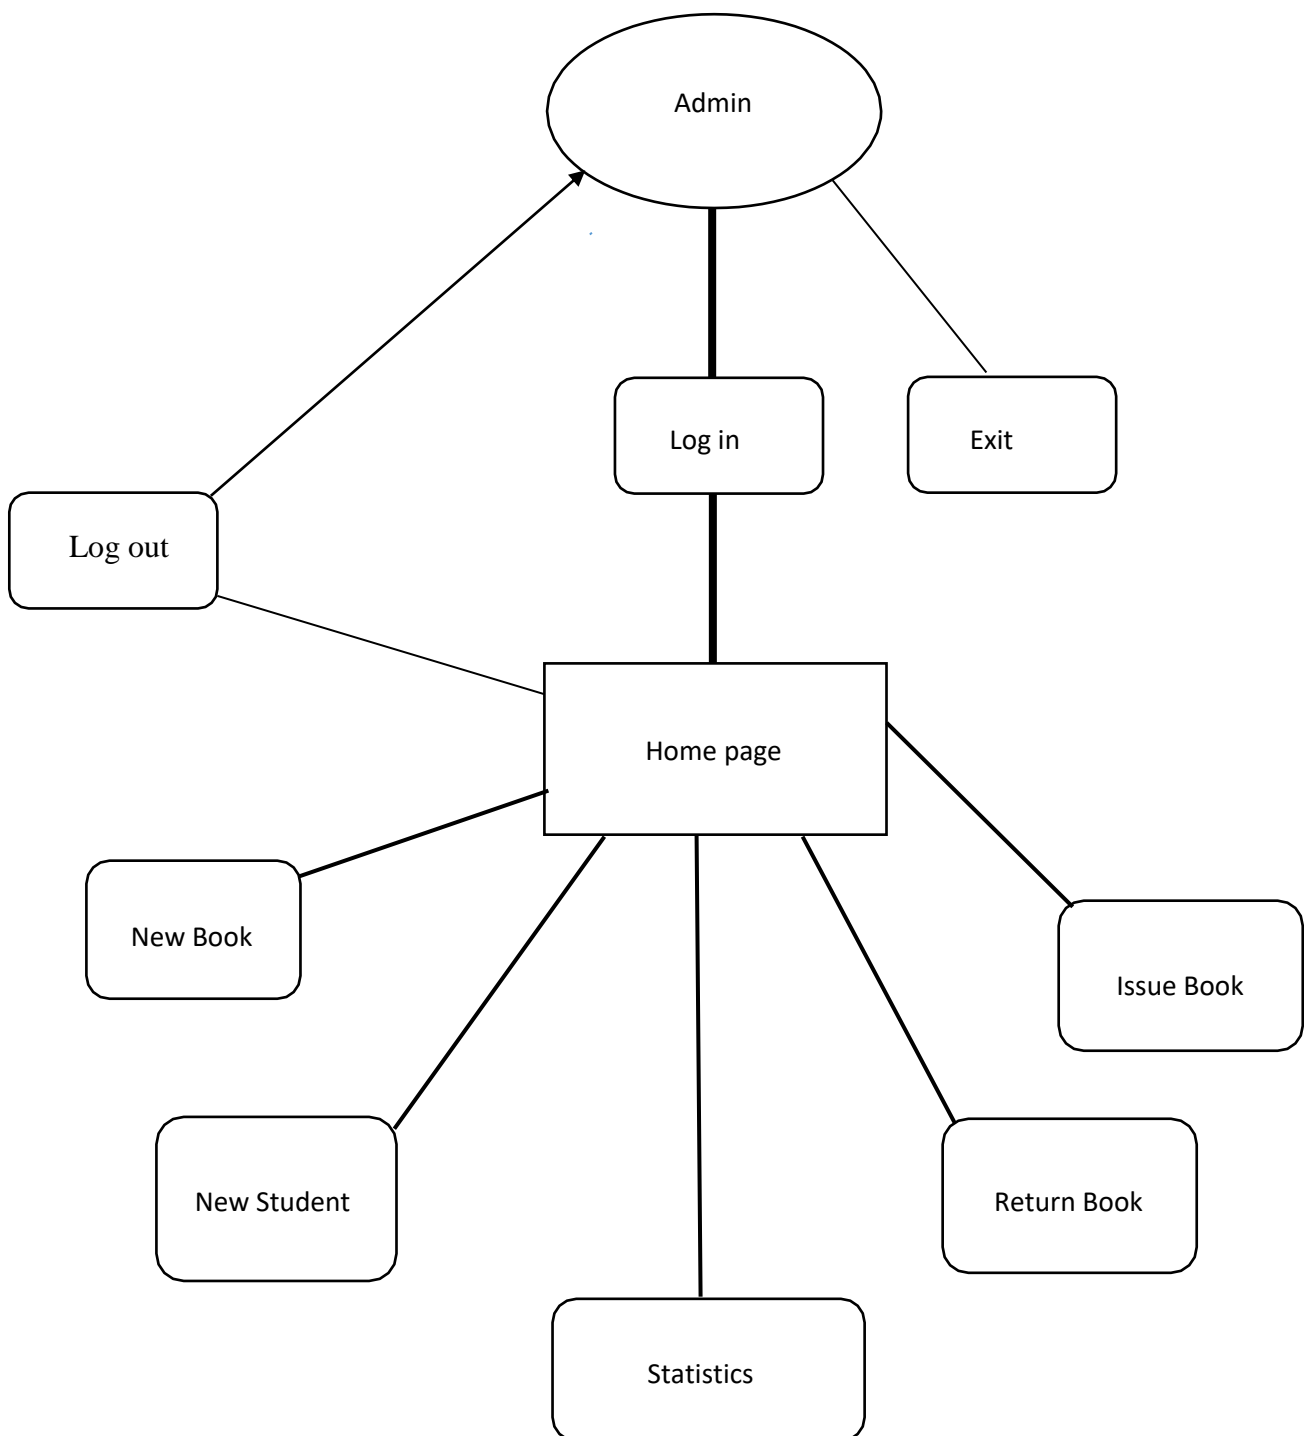 Admin
Log in
Exit
Log out
Home page
New Book
Issue Book
New Student
Return Book
Statistics